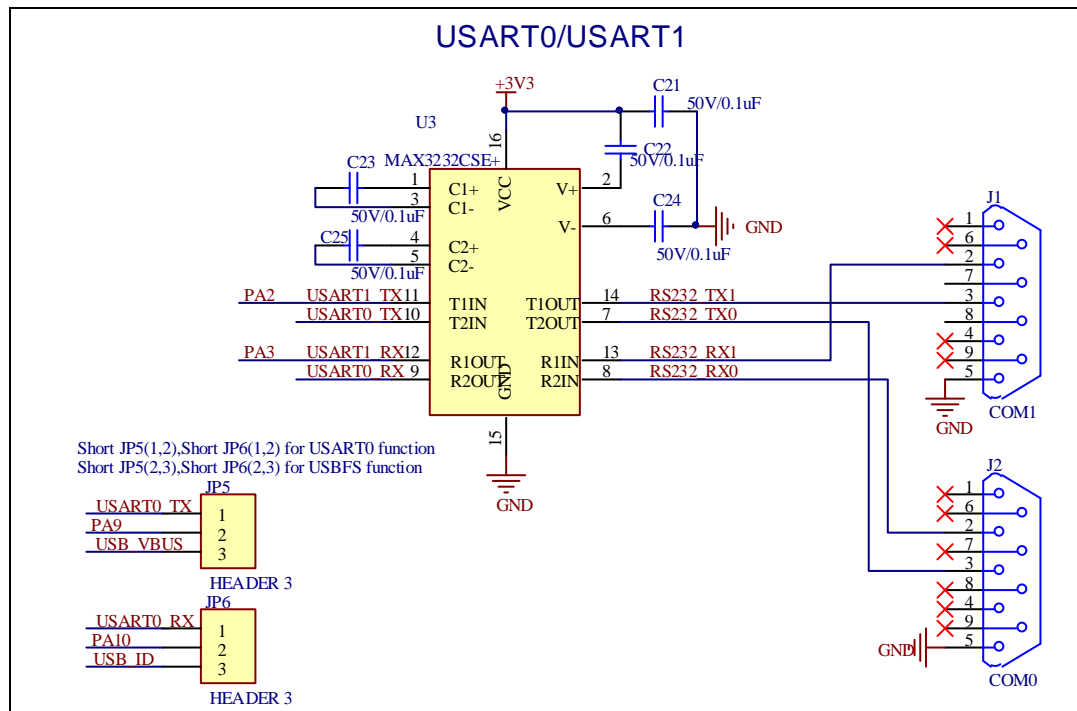 USART0/USART1
+3V3
C21
50V/0.1uF
U3
16
C22
50V/0.1uF
MAX3232CSE+
C23
1
C1+
VCC
V+
2
3
C1-
50V/0.1uF
C24
C25
4
C2+
V-
6
GND
5
C2-
50V/0.1uF
50V/0.1uF
PA2
USART1_TX
11
T1IN
T1OUT
14
RS232_TX1
USART0_TX
10
T2IN
T2OUT
7
RS232_TX0
PA3
USART1_RX
12
R1OUT
R1IN
13
RS232_RX1
USART0_RX
9
R2OUT
GND
R2IN
8
RS232_RX0
15
GND
J1
1
6
2
7
3
8
4
9
5
GND
COM1
Short JP5(1,2),Short JP6(1,2) for USART0 function
Short JP5(2,3),Short JP6(2,3) for USBFS function
JP5
USART0_TX
1
PA9
2
USB_VBUS
3
HEADER 3
JP6
USART0_RX
1
PA10
2
USB_ID
3
HEADER 3
J2
1
6
2
7
3
8
4
9
5
GND
COM0